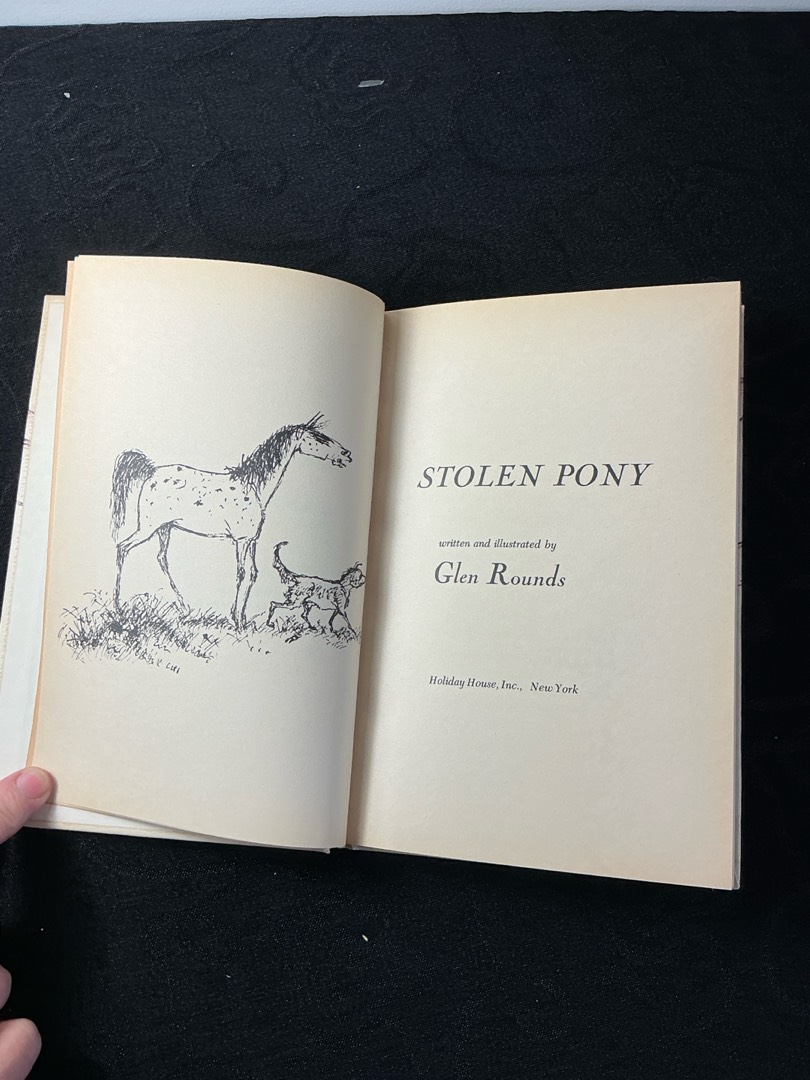 STOLEN PONY
written and illustrated by
Glen Rounds
Holiday House, Inc., New York